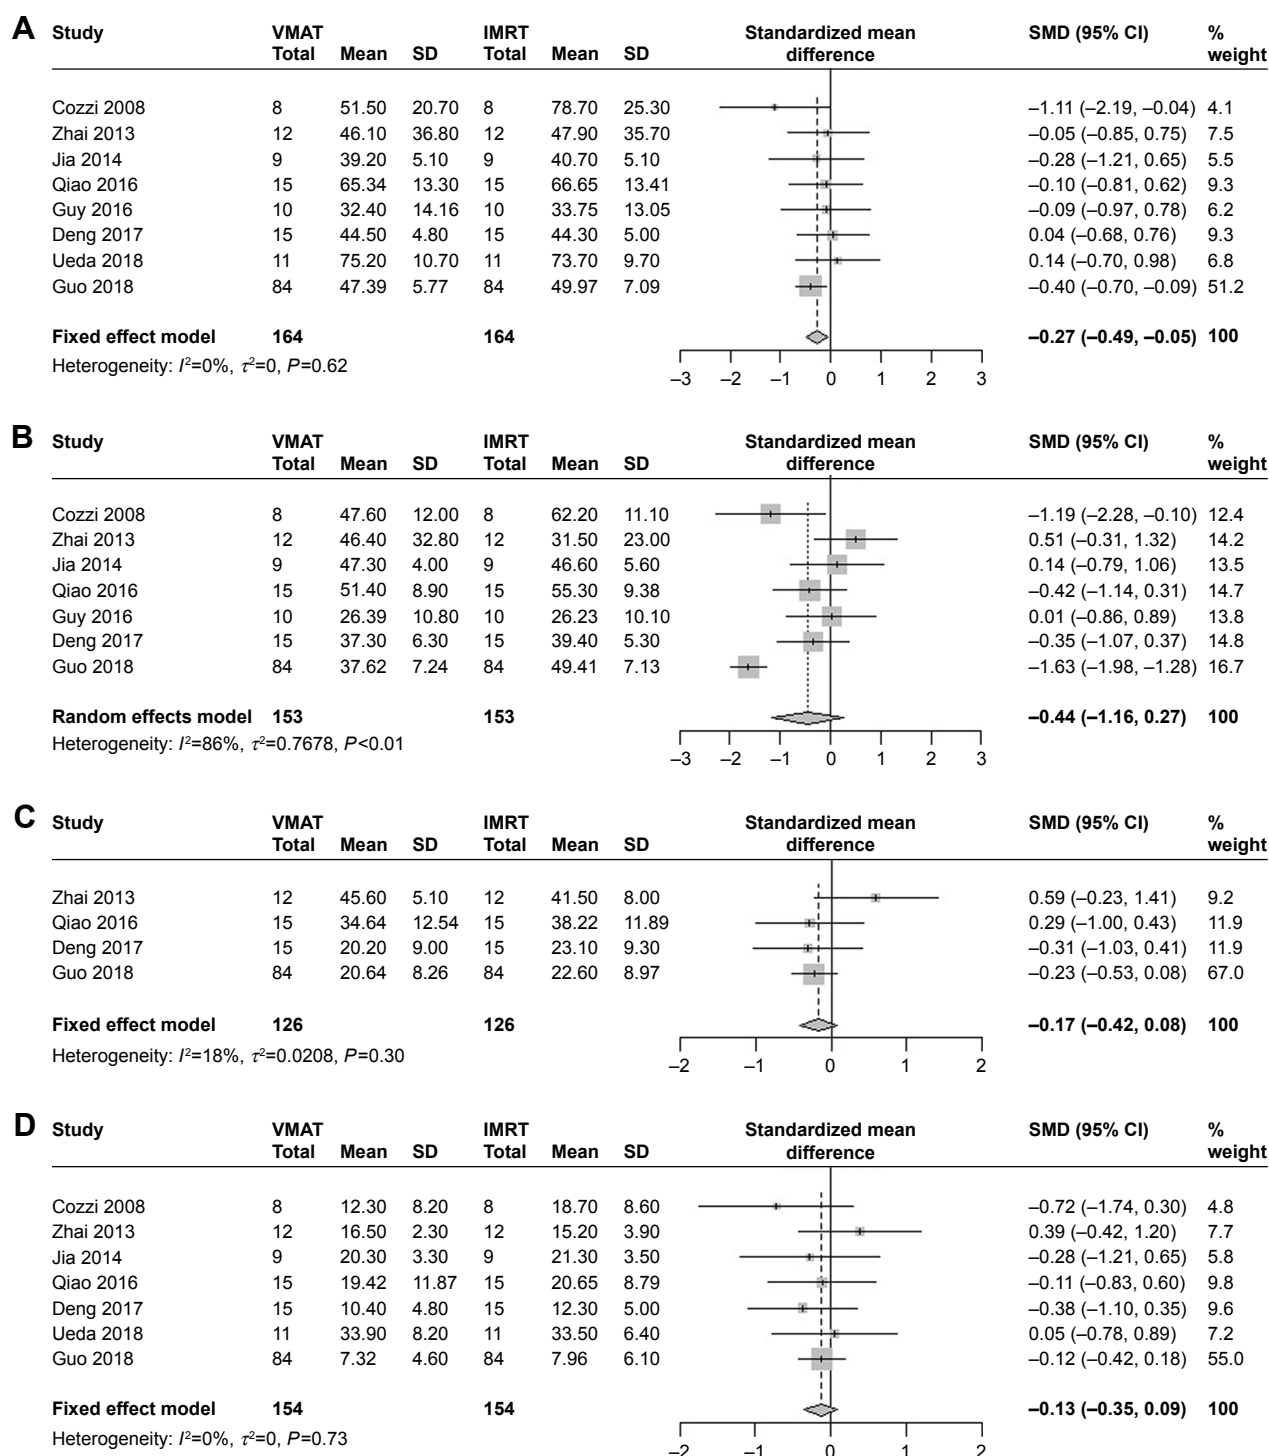 A Study VMAT IMRT Standardized mean SMD (95% CI) %
Total Mean SD Total Mean SD difference weight
Cozzi 2008 8 51.50 20.70 8 78.70 25.30 –1.11 (–2.19, –0.04) 4.1
Zhai 2013 12 46.10 36.80 12 47.90 35.70 –0.05 (–0.85, 0.75) 7.5
Jia 2014 9 39.20 5.10 9 40.70 5.10 –0.28 (–1.21, 0.65) 5.5
Qiao 2016 15 65.34 13.30 15 66.65 13.41 –0.10 (–0.81, 0.62) 9.3
Guy 2016 10 32.40 14.16 10 33.75 13.05 –0.09 (–0.97, 0.78) 6.2
Deng 2017 15 44.50 4.80 15 44.30 5.00 0.04 (–0.68, 0.76) 9.3
Ueda 2018 11 75.20 10.70 11 73.70 9.70 0.14 (–0.70, 0.98) 6.8
Guo 2018 84 47.39 5.77 84 49.97 7.09 –0.40 (–0.70, –0.09) 51.2
Fixed effect model 164 164 –0.27 (–0.49, –0.05) 100
Heterogeneity: I²=0%, τ²=0, P=0.62
–3 –2 –1 0 1 2 3
B Study VMAT IMRT Standardized mean SMD (95% CI) %
Total Mean SD Total Mean SD difference weight
Cozzi 2008 8 47.60 12.00 8 62.20 11.10 –1.19 (–2.28, –0.10) 12.4
Zhai 2013 12 46.40 32.80 12 31.50 23.00 0.51 (–0.31, 1.32) 14.2
Jia 2014 9 47.30 4.00 9 46.60 5.60 0.14 (–0.79, 1.06) 13.5
Qiao 2016 15 51.40 8.90 15 55.30 9.38 –0.42 (–1.14, 0.31) 14.7
Guy 2016 10 26.39 10.80 10 26.23 10.10 0.01 (–0.86, 0.89) 13.8
Deng 2017 15 37.30 6.30 15 39.40 5.30 –0.35 (–1.07, 0.37) 14.8
Guo 2018 84 37.62 7.24 84 49.41 7.13 –1.63 (–1.98, –1.28) 16.7
Random effects model 153 153 –0.44 (–1.16, 0.27) 100
Heterogeneity: I²=86%, τ²=0.7678, P<0.01
–3 –2 –1 0 1 2 3
C Study VMAT IMRT Standardized mean SMD (95% CI) %
Total Mean SD Total Mean SD difference weight
Zhai 2013 12 45.60 5.10 12 41.50 8.00 0.59 (–0.23, 1.41) 9.2
Qiao 2016 15 34.64 12.54 15 38.22 11.89 0.29 (–1.00, 0.43) 11.9
Deng 2017 15 20.20 9.00 15 23.10 9.30 –0.31 (–1.03, 0.41) 11.9
Guo 2018 84 20.64 8.26 84 22.60 8.97 –0.23 (–0.53, 0.08) 67.0
Fixed effect model 126 126 –0.17 (–0.42, 0.08) 100
Heterogeneity: I²=18%, τ²=0.0208, P=0.30
–2 –1 0 1 2
D Study VMAT IMRT Standardized mean SMD (95% CI) %
Total Mean SD Total Mean SD difference weight
Cozzi 2008 8 12.30 8.20 8 18.70 8.60 –0.72 (–1.74, 0.30) 4.8
Zhai 2013 12 16.50 2.30 12 15.20 3.90 0.39 (–0.42, 1.20) 7.7
Jia 2014 9 20.30 3.30 9 21.30 3.50 –0.28 (–1.21, 0.65) 5.8
Qiao 2016 15 19.42 11.87 15 20.65 8.79 –0.11 (–0.83, 0.60) 9.8
Deng 2017 15 10.40 4.80 15 12.30 5.00 –0.38 (–1.10, 0.35) 9.6
Ueda 2018 11 33.90 8.20 11 33.50 6.40 0.05 (–0.78, 0.89) 7.2
Guo 2018 84 7.32 4.60 84 7.96 6.10 –0.12 (–0.42, 0.18) 55.0
Fixed effect model 154 154 –0.13 (–0.35, 0.09) 100
Heterogeneity: I²=0%, τ²=0, P=0.73
–2 –1 0 1 2